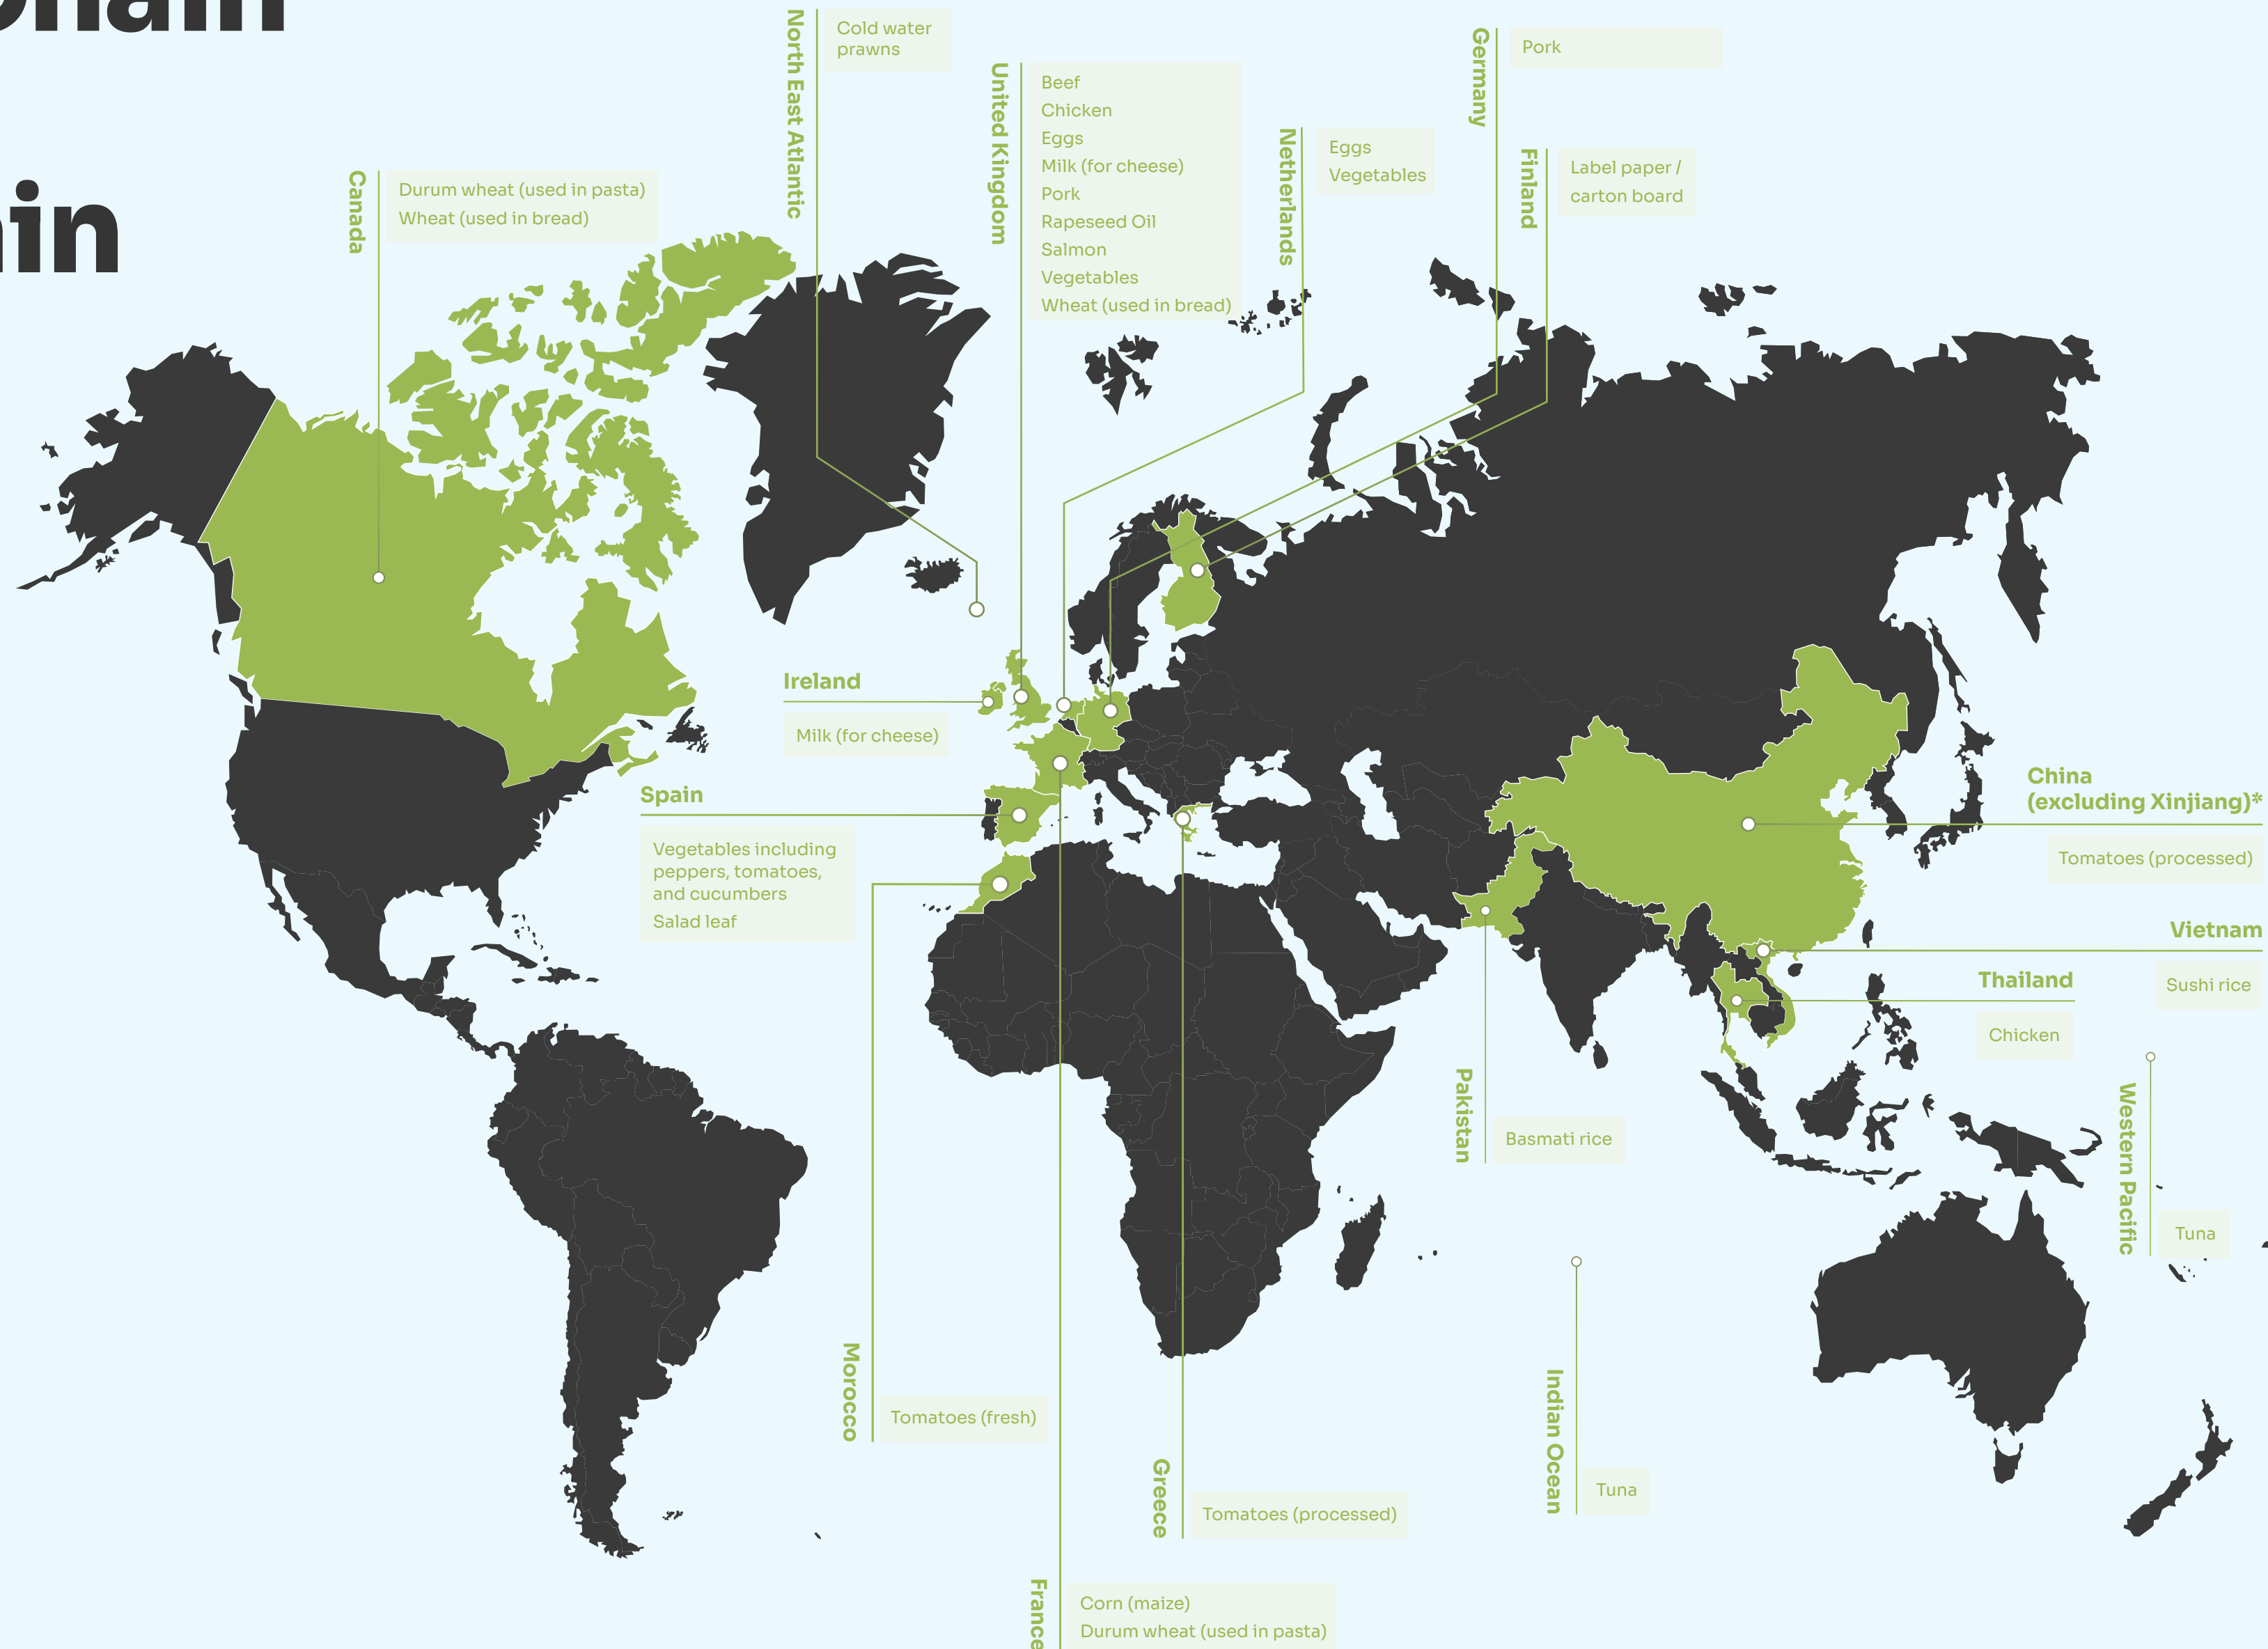 in
North East Atlantic
Cold water
prawns
Germany
Pork
United Kingdom
Beef
Chicken
Eggs
Milk (for cheese)
Pork
Rapeseed Oil
Salmon
Vegetables
Wheat (used in bread)
Netherlands
Eggs
Vegetables
Finland
Label paper /
carton board
Canada
Durum wheat (used in pasta)
Wheat (used in bread)
Ireland
Milk (for cheese)
Spain
Vegetables including
peppers, tomatoes,
and cucumbers
Salad leaf
China
(excluding Xinjiang)*
Tomatoes (processed)
Vietnam
Sushi rice
Thailand
Chicken
Pakistan
Basmati rice
Western Pacific
Tuna
Morocco
Tomatoes (fresh)
Indian Ocean
Tuna
Greece
Tomatoes (processed)
France
Corn (maize)
Durum wheat (used in pasta)